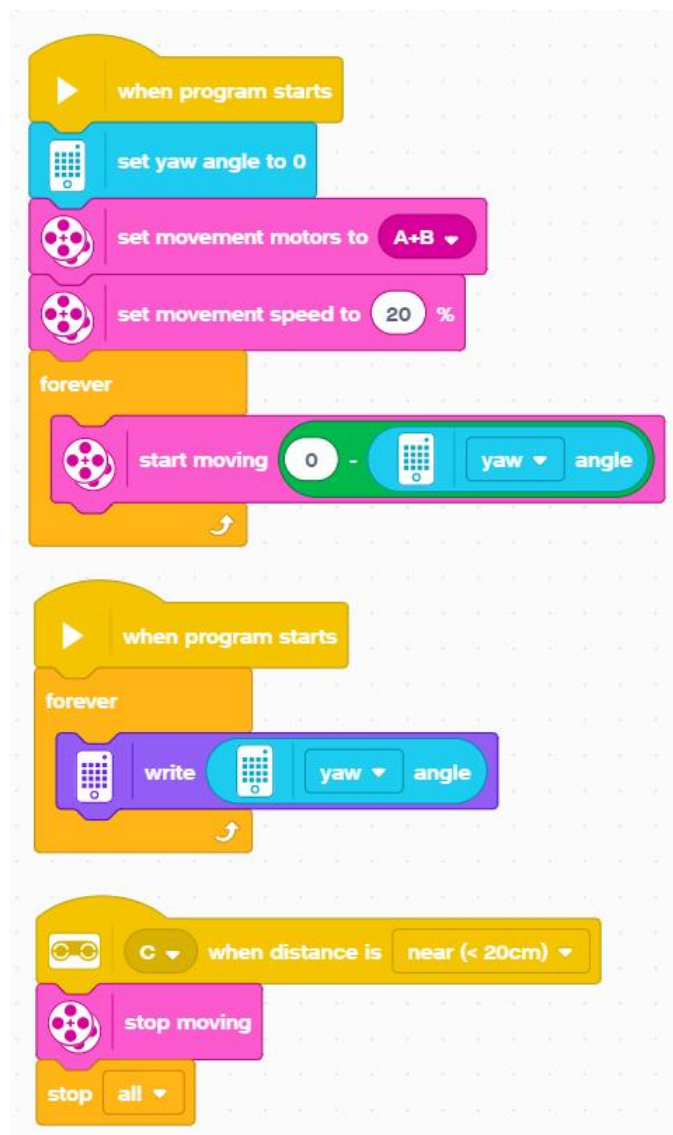 when program starts
set yaw angle to 0
set movement motors to A+B
set movement speed to 20 %
forever
start moving 0 - yaw angle
when program starts
forever
write yaw angle
C when distance is near (< 20cm)
stop moving
stop all